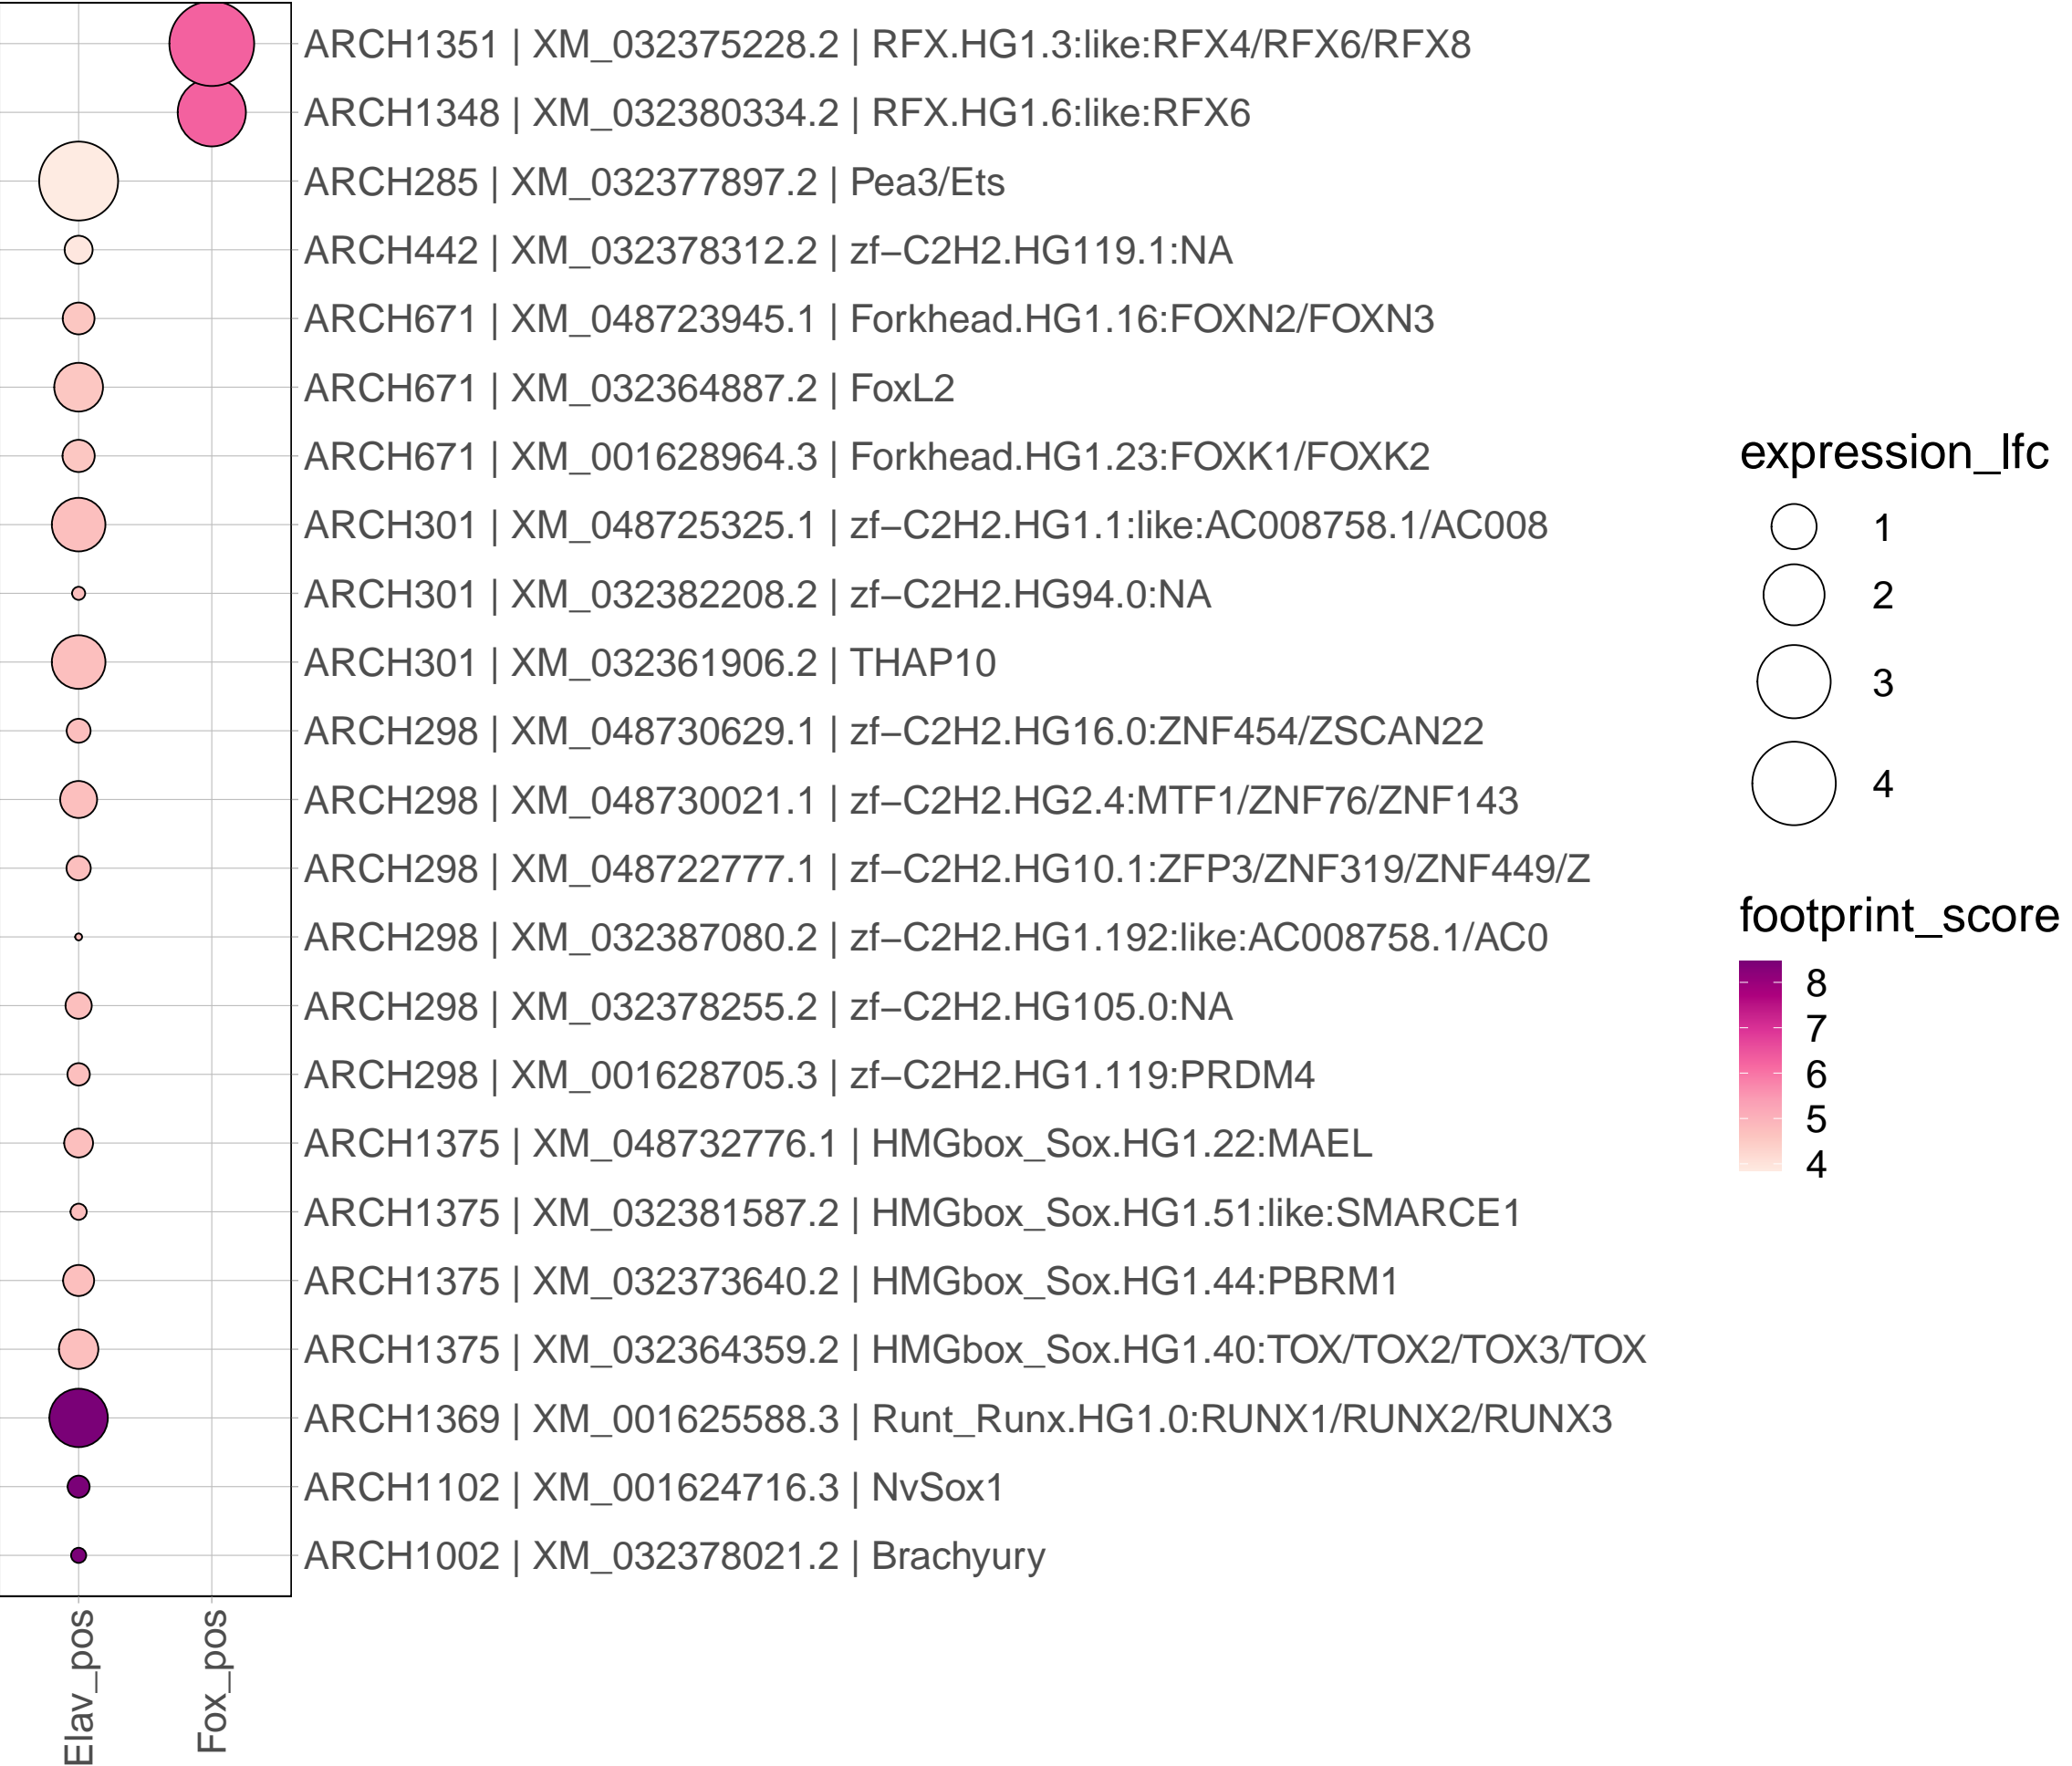 ARCH1351 | XM_032375228.2 | RFX.HG1.3:like:RFX4/RFX6/RFX8
ARCH1348 | XM_032380334.2 | RFX.HG1.6:like:RFX6
ARCH285 | XM_032377897.2 | Pea3/Ets
ARCH442 | XM_032378312.2 | zf−C2H2.HG119.1:NA
ARCH671 | XM_048723945.1 | Forkhead.HG1.16:FOXN2/FOXN3
ARCH671 | XM_032364887.2 | FoxL2
ARCH671 | XM_001628964.3 | Forkhead.HG1.23:FOXK1/FOXK2
ARCH301 | XM_048725325.1 | zf−C2H2.HG1.1:like:AC008758.1/AC008
ARCH301 | XM_032382208.2 | zf−C2H2.HG94.0:NA
ARCH301 | XM_032361906.2 | THAP10
ARCH298 | XM_048730629.1 | zf−C2H2.HG16.0:ZNF454/ZSCAN22
ARCH298 | XM_048730021.1 | zf−C2H2.HG2.4:MTF1/ZNF76/ZNF143
ARCH298 | XM_048722777.1 | zf−C2H2.HG10.1:ZFP3/ZNF319/ZNF449/Z
ARCH298 | XM_032387080.2 | zf−C2H2.HG1.192:like:AC008758.1/AC0
ARCH298 | XM_032378255.2 | zf−C2H2.HG105.0:NA
ARCH298 | XM_001628705.3 | zf−C2H2.HG1.119:PRDM4
ARCH1375 | XM_048732776.1 | HMGbox_Sox.HG1.22:MAEL
ARCH1375 | XM_032381587.2 | HMGbox_Sox.HG1.51:like:SMARCE1
ARCH1375 | XM_032373640.2 | HMGbox_Sox.HG1.44:PBRM1
ARCH1375 | XM_032364359.2 | HMGbox_Sox.HG1.40:TOX/TOX2/TOX3/TOX
ARCH1369 | XM_001625588.3 | Runt_Runx.HG1.0:RUNX1/RUNX2/RUNX3
ARCH1102 | XM_001624716.3 | NvSox1
ARCH1002 | XM_032378021.2 | Brachyury
Elav_pos
Fox_pos
expression_lfc
1
2
3
4
footprint_score
8
7
6
5
4